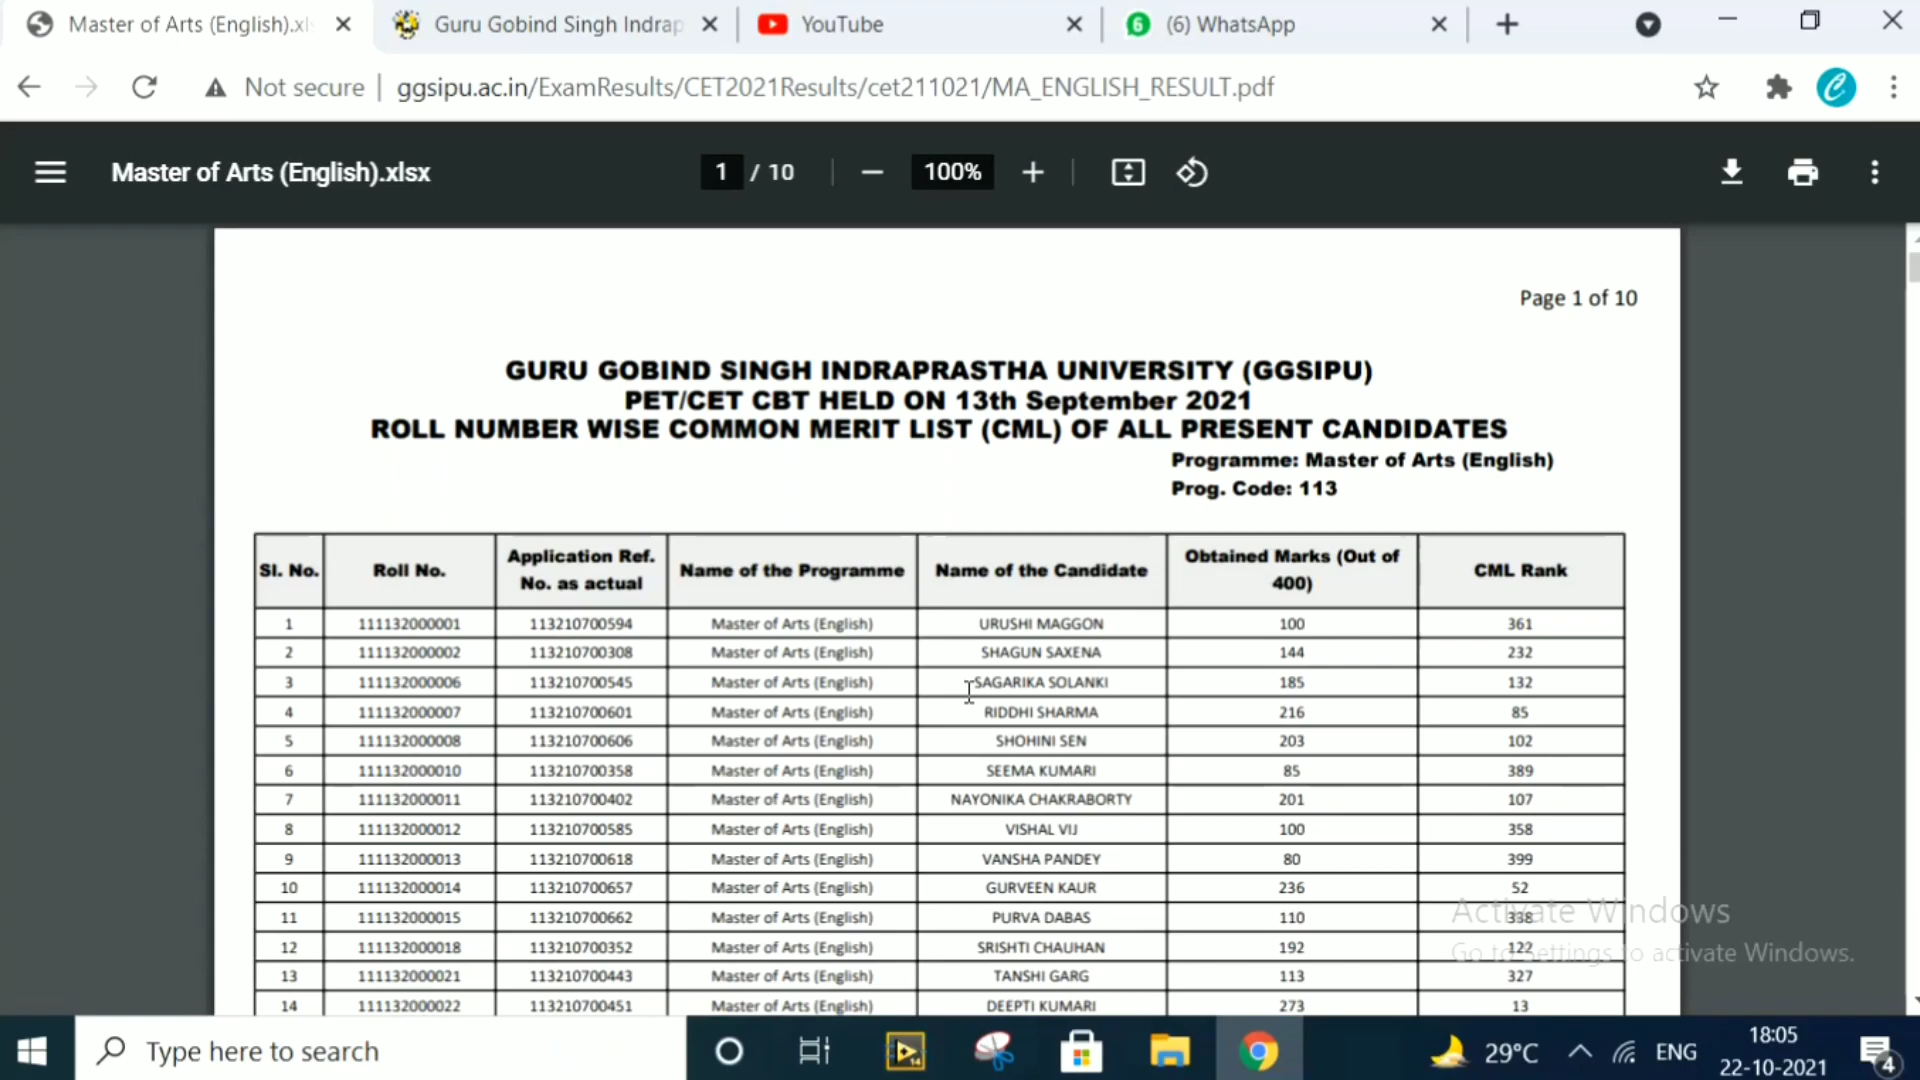 Master of Arts (English).xl
Guru Gobind Singh Indrap
YouTube
6 (6) WhatsApp
Not secure | ggsipu.ac.in/ExamResults/CET2021Results/cet211021/MA_ENGLISH_RESULT.pdf
Master of Arts (English).xlsx
1 / 10
100%
Page 1 of 10
GURU GOBIND SINGH INDRAPRASTHA UNIVERSITY (GGSIPU)
PET/CET CBT HELD ON 13th September 2021
ROLL NUMBER WISE COMMON MERIT LIST (CML) OF ALL PRESENT CANDIDATES
Programme: Master of Arts (English)
Prog. Code: 113
Sl. No. Roll No. Application Ref. No. as actual Name of the Programme Name of the Candidate Obtained Marks (Out of 400) CML Rank
1 111132000001 113210700594 Master of Arts (English) URUSHI MAGGON 100 361
2 111132000002 113210700308 Master of Arts (English) SHAGUN SAXENA 144 232
3 111132000006 113210700545 Master of Arts (English) SAGARIKA SOLANKI 185 132
4 111132000007 113210700601 Master of Arts (English) RIDDHI SHARMA 216 85
5 111132000008 113210700606 Master of Arts (English) SHOHINI SEN 203 102
6 111132000010 113210700358 Master of Arts (English) SEEMA KUMARI 85 389
7 111132000011 113210700402 Master of Arts (English) NAYONIKA CHAKRABORTY 201 107
8 111132000012 113210700585 Master of Arts (English) VISHAL VIJ 100 358
9 111132000013 113210700618 Master of Arts (English) VANSHA PANDEY 80 399
10 111132000014 113210700657 Master of Arts (English) GURVEEN KAUR 236 52
11 111132000015 113210700662 Master of Arts (English) PURVA DABAS 110 338
12 111132000018 113210700352 Master of Arts (English) SRISHTI CHAUHAN 192 122
13 111132000021 113210700443 Master of Arts (English) TANSHI GARG 113 327
14 111132000022 113210700451 Master of Arts (English) DEEPTI KUMARI 273 13
Activate Windows
Go to Settings to activate Windows.
Type here to search
14
29°C
ENG
18:05
22-10-2021
4